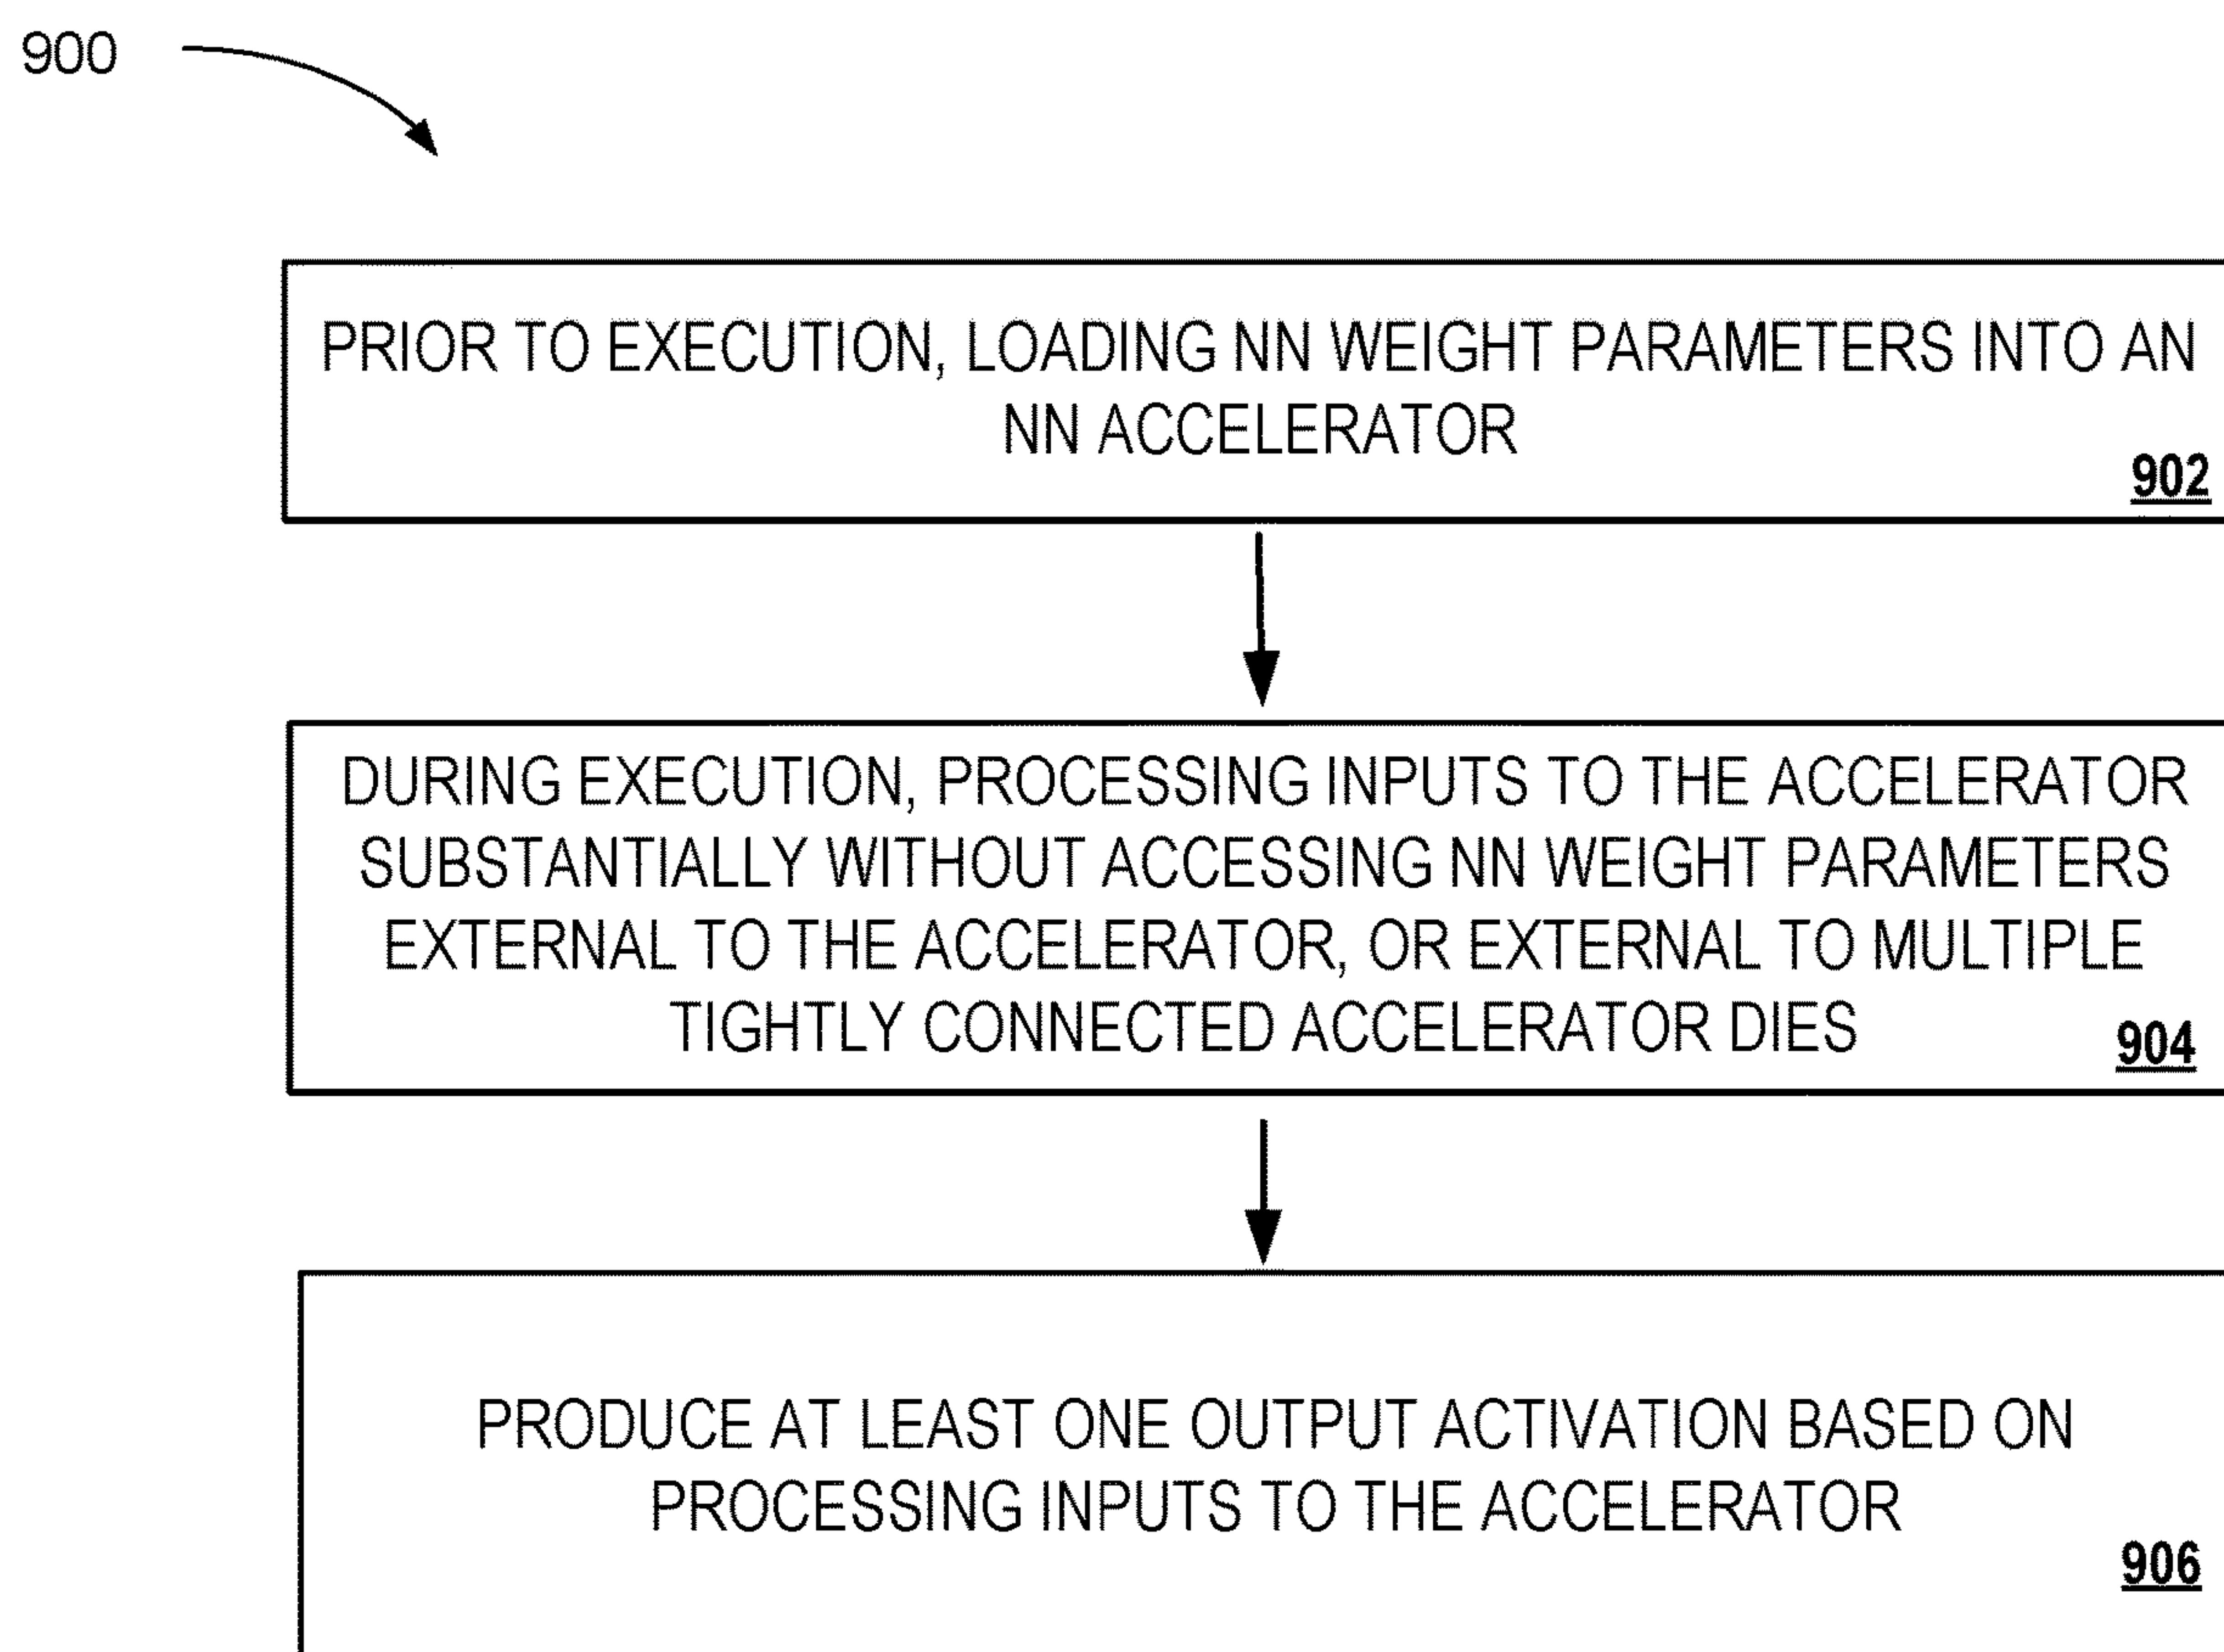 900
PRIOR TO EXECUTION, LOADING NN WEIGHT PARAMETERS INTO AN
NN ACCELERATOR
902
DURING EXECUTION, PROCESSING INPUTS TO THE ACCELERATOR
SUBSTANTIALLY WITHOUT ACCESSING NN WEIGHT PARAMETERS
EXTERNAL TO THE ACCELERATOR, OR EXTERNAL TO MULTIPLE
TIGHTLY CONNECTED ACCELERATOR DIES
904
PRODUCE AT LEAST ONE OUTPUT ACTIVATION BASED ON
PROCESSING INPUTS TO THE ACCELERATOR
906